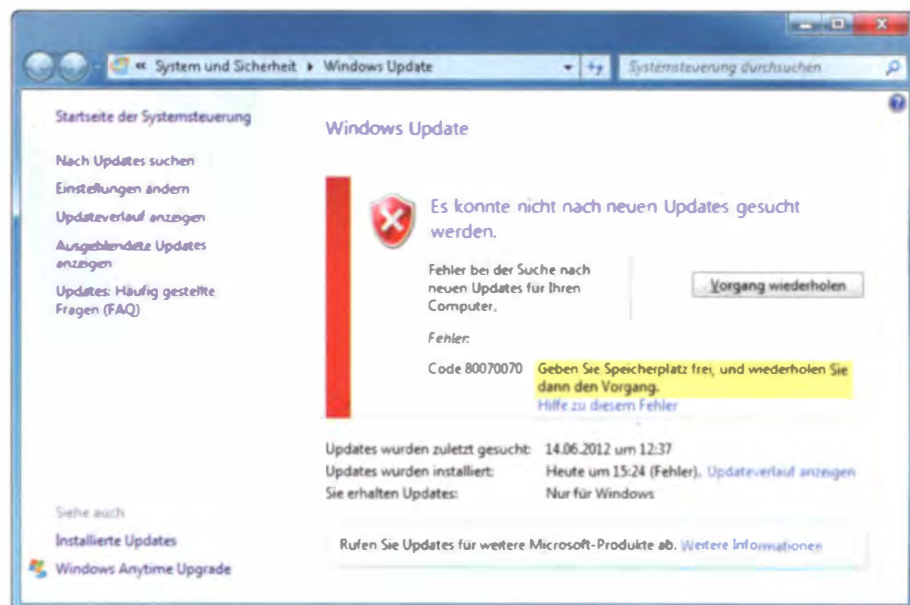 « System und Sicherheit ▸ Windows Update
Systemsteuerung durchsuchen
Startseite der Systemsteuerung
Nach Updates suchen
Einstellungen ändern
Updateverlauf anzeigen
Ausgeblendete Updates
anzeigen
Updates: Häufig gestellte
Fragen (FAQ)
Siehe auch
Installierte Updates
Windows Anytime Upgrade
Windows Update
Es konnte nicht nach neuen Updates gesucht
werden.
Fehler bei der Suche nach
neuen Updates für Ihren
Computer.
Vorgang wiederholen
Fehler:
Code 80070070 Geben Sie Speicherplatz frei, und wiederholen Sie
dann den Vorgang.
Hilfe zu diesem Fehler
Updates wurden zuletzt gesucht: 14.06.2012 um 12:37
Updates wurden installiert: Heute um 15:24 (Fehler). Updateverlauf anzeigen
Sie erhalten Updates: Nur für Windows
Rufen Sie Updates für weitere Microsoft-Produkte ab. Weitere Informationen